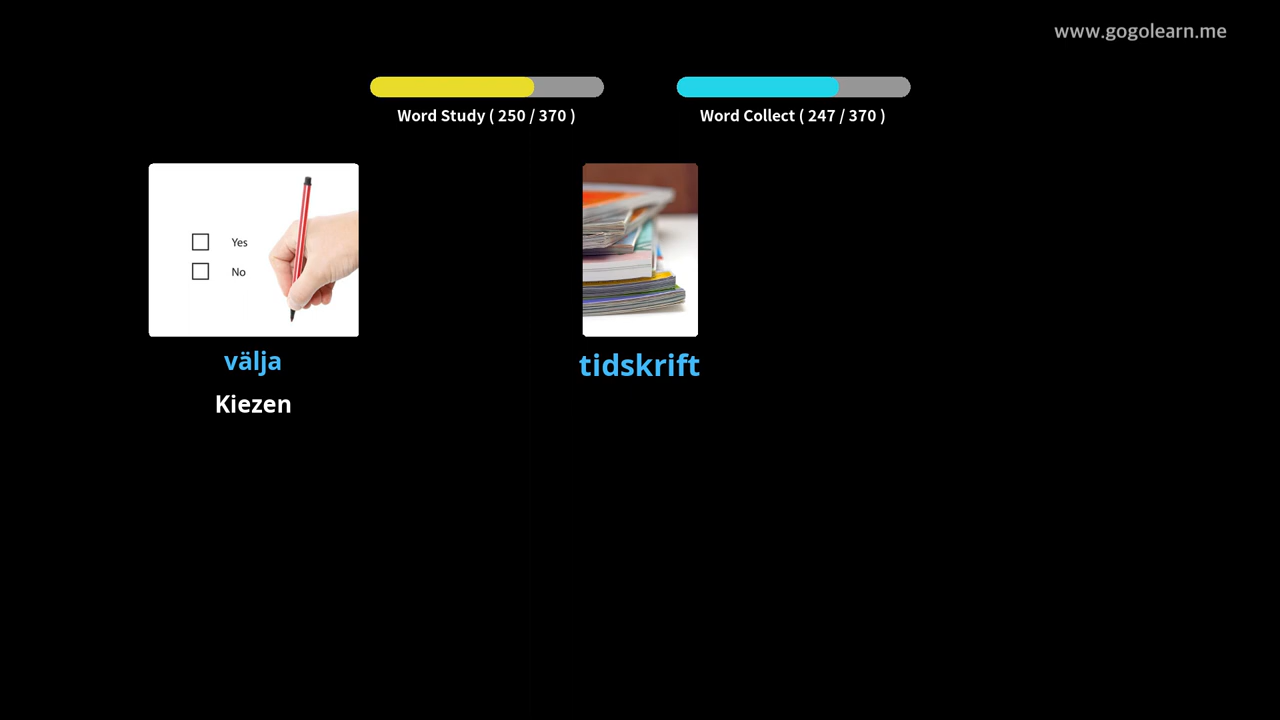 www.gogolearn.me
Word Study ( 250 / 370 )
Word Collect ( 247 / 370 )
Yes
No
välja
Kiezen
tidskrift